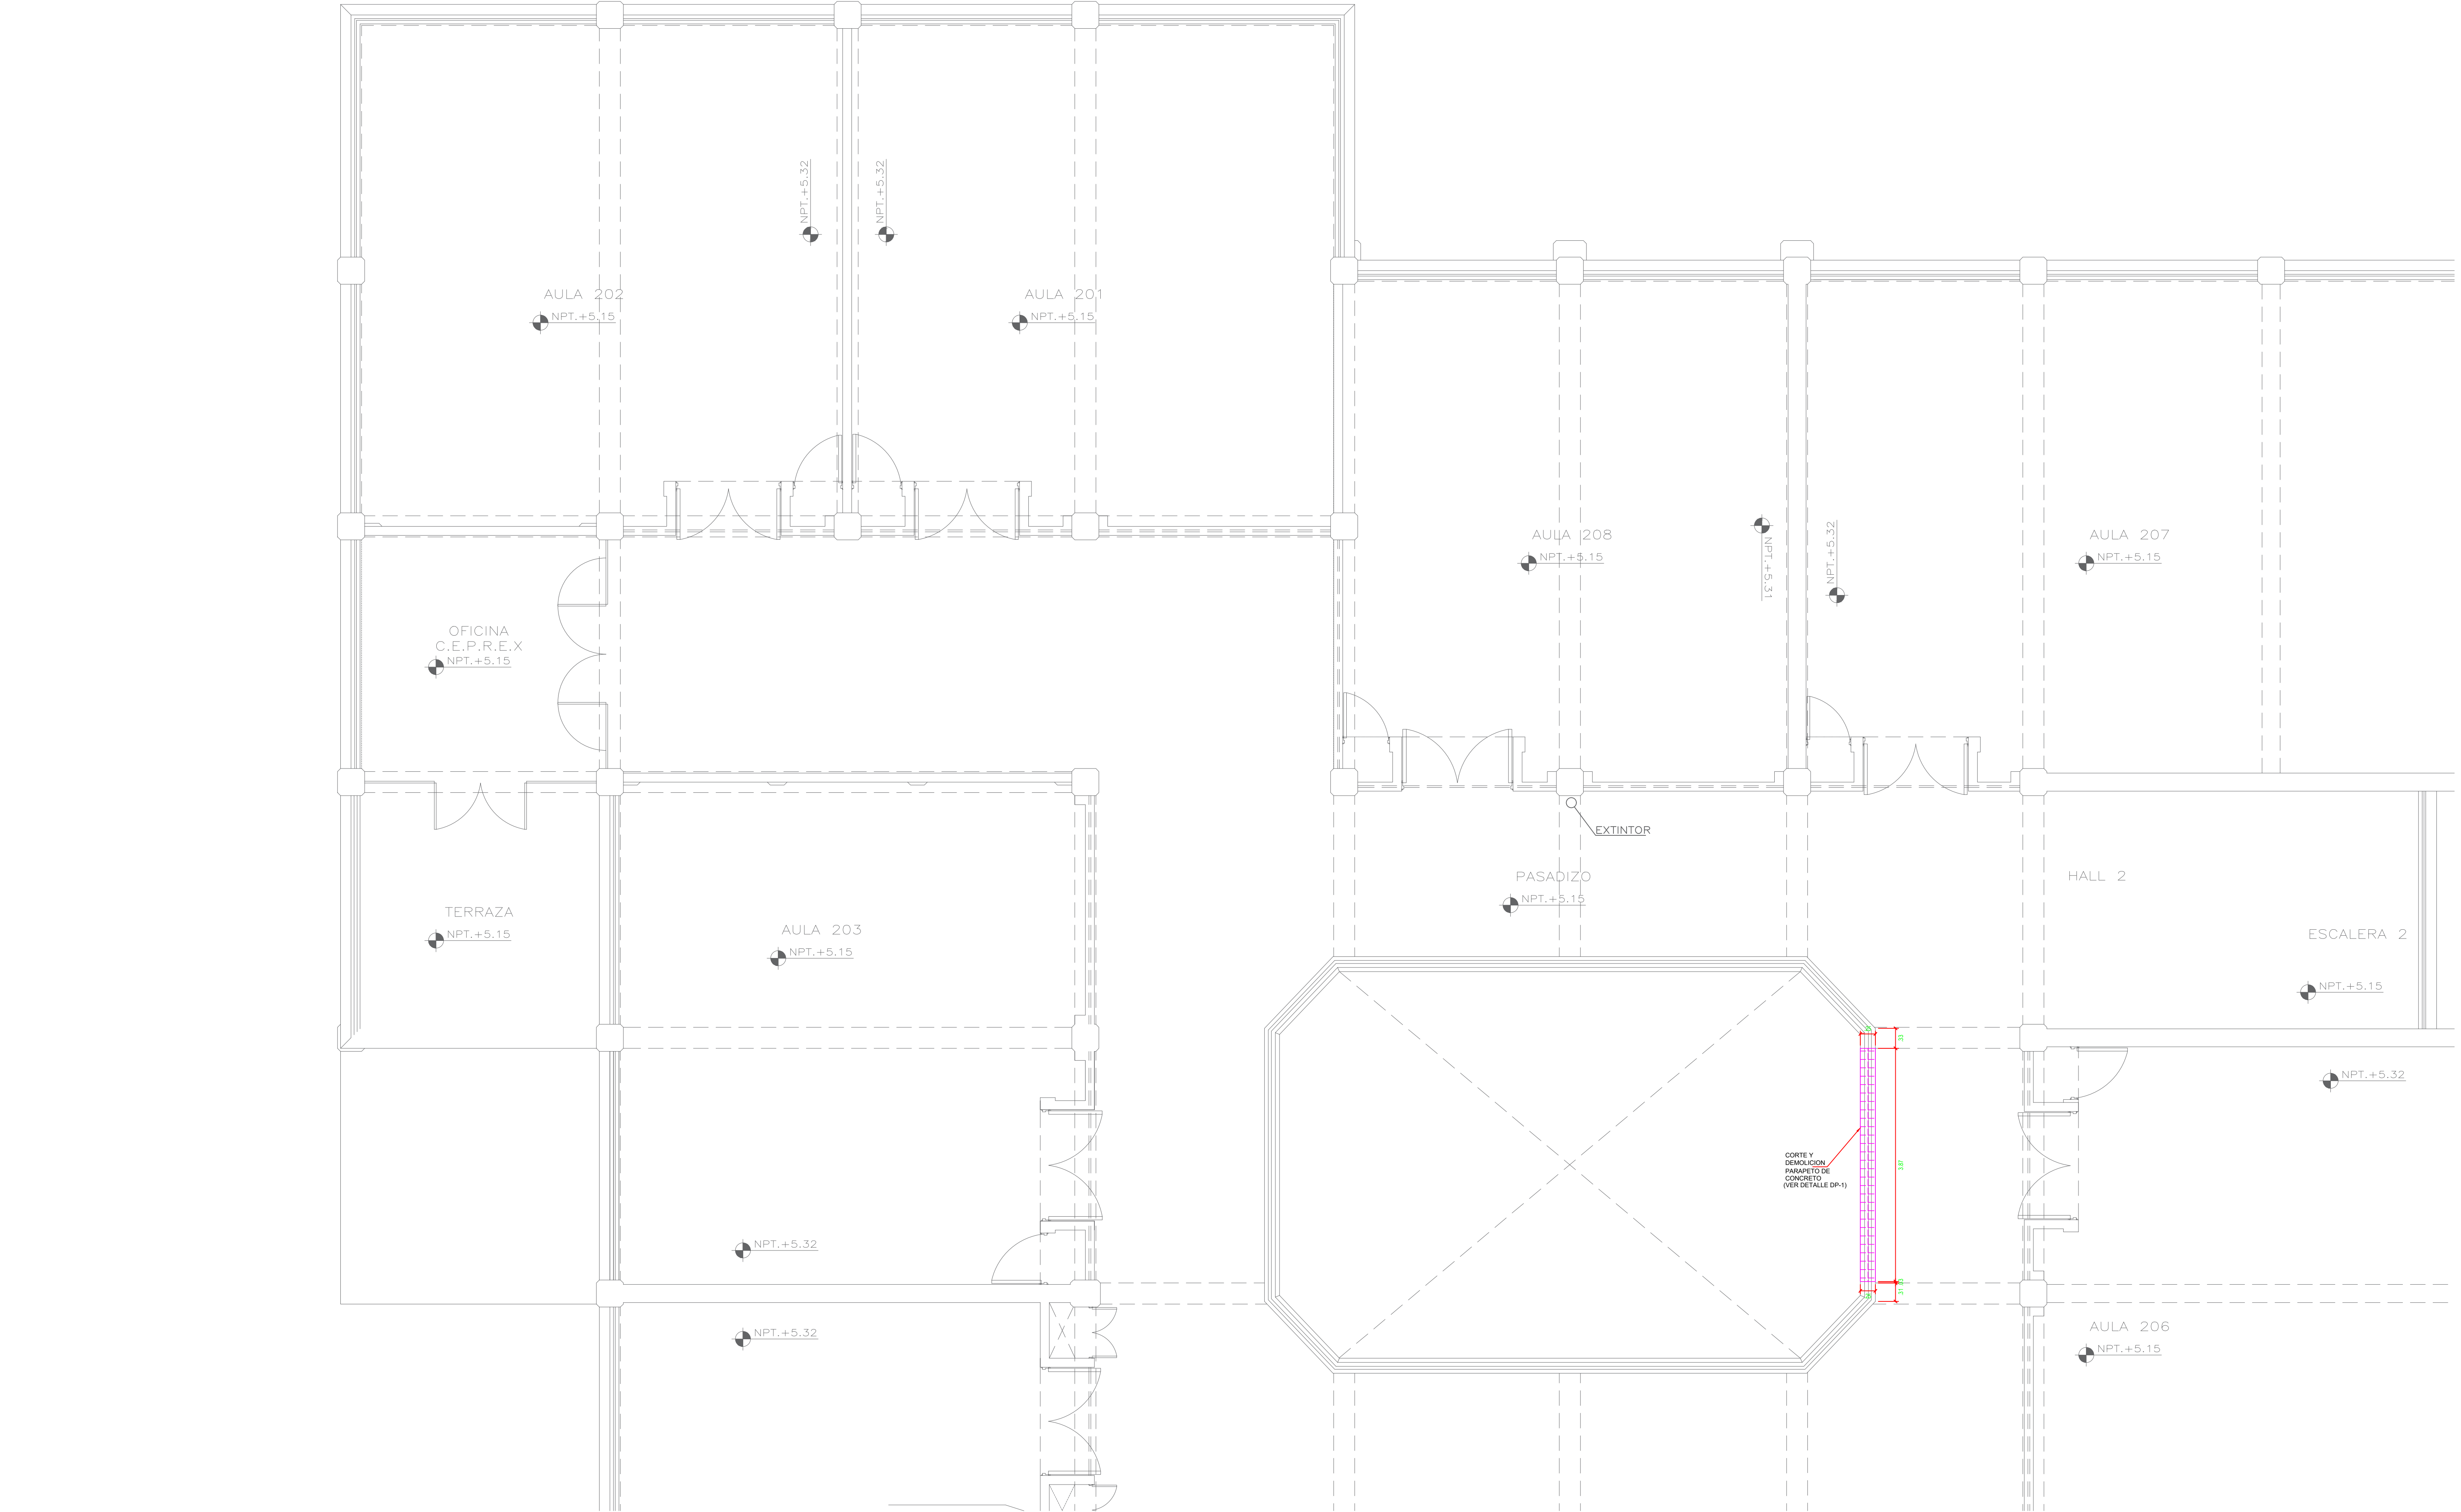 NPT.+5.32
NPT.+5.32
AULA 202
NPT.+5.15
AULA 201
NPT.+5.15
AULA 208
NPT.+5.15
NPT.+5.31
NPT.+5.32
AULA 207
NPT.+5.15
OFICINA
C.E.P.R.E.X
NPT.+5.15
EXTINTOR
PASADIZO
NPT.+5.15
HALL 2
TERRAZA
NPT.+5.15
AULA 203
NPT.+5.15
ESCALERA 2
NPT.+5.15
.33
NPT.+5.32
CORTE Y
DEMOLICION
PARAPETO DE
CONCRETO
(VER DETALLE DP-1)
3.87
NPT.+5.32
.31
NPT.+5.32
AULA 206
NPT.+5.15